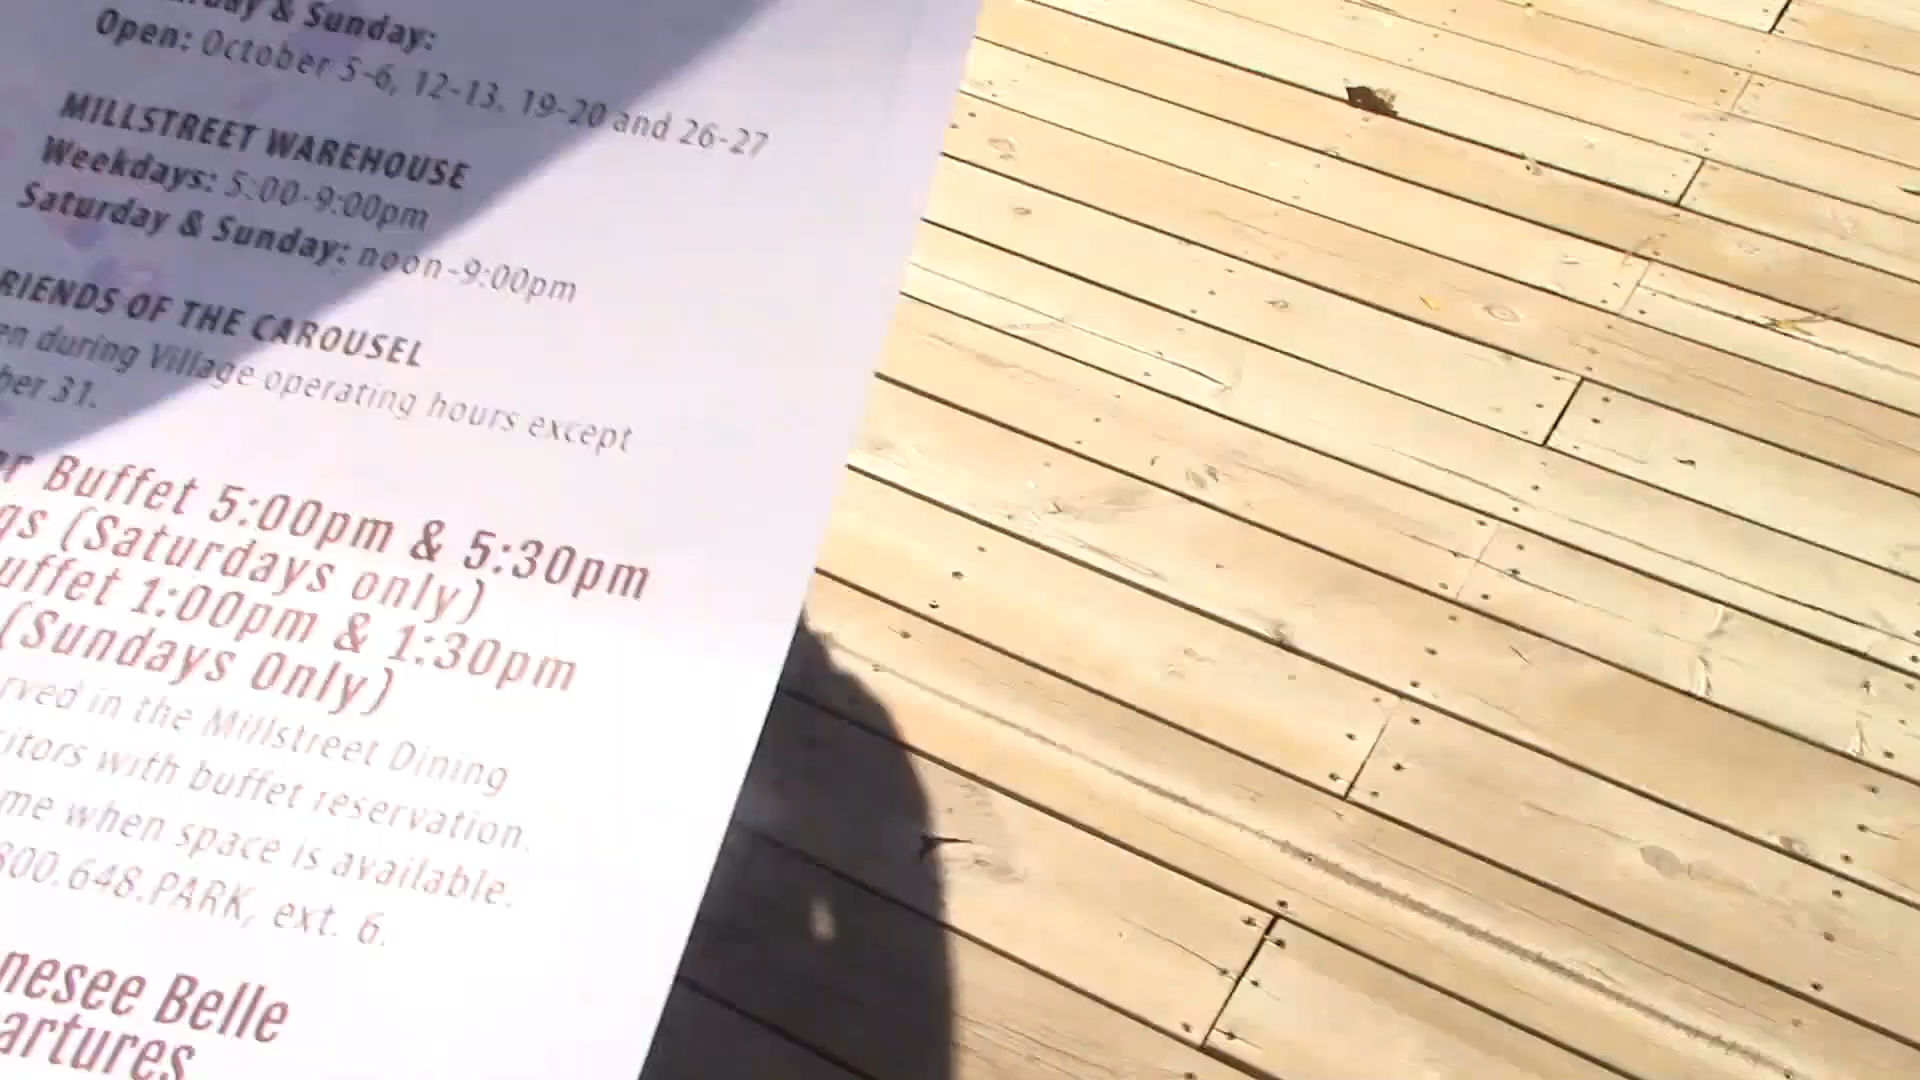 & Sunday:
Open: October 5-6, 12-13. 19-20 and 26-27
MILLSTREET WAREHOUSE
Weekdays: 5:00-9:00pm
Saturday & Sunday: noon-9:00pm
RIENDS OF THE CAROUSEL
en during Village operating hours except
ber 31.
r Buffet 5:00pm & 5:30pm
gs (Saturdays only)
uffet 1:00pm & 1:30pm
(Sundays Only)
rved in the Millstreet Dining
itors with buffet reservation.
me when space is available.
800.648.PARK, ext. 6.
nesee Belle
artures